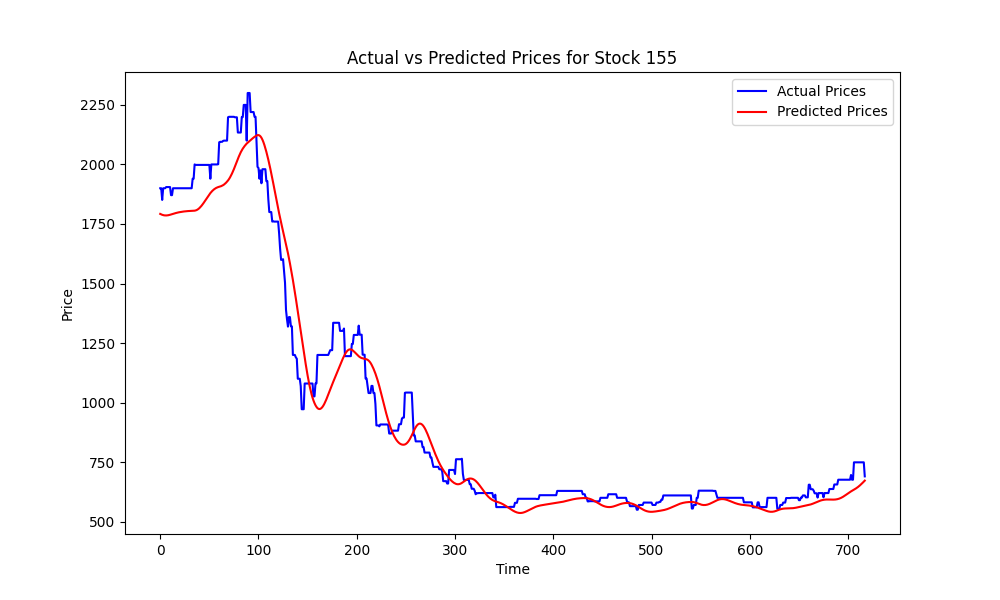 Actual vs Predicted Prices for Stock 155
Actual Prices
Predicted Prices
Price
2250
2000
1750
1500
1250
1000
750
500
0 100 200 300 400 500 600 700
Time